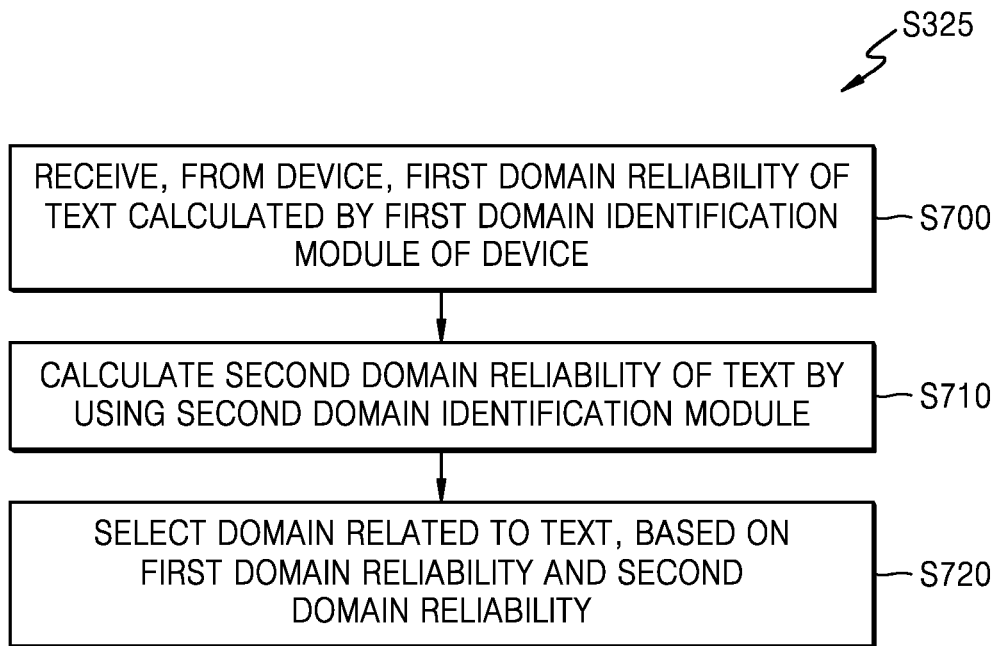 S325
RECEIVE, FROM DEVICE, FIRST DOMAIN RELIABILITY OF
TEXT CALCULATED BY FIRST DOMAIN IDENTIFICATION
MODULE OF DEVICE
S700
CALCULATE SECOND DOMAIN RELIABILITY OF TEXT BY
USING SECOND DOMAIN IDENTIFICATION MODULE
S710
SELECT DOMAIN RELATED TO TEXT, BASED ON
FIRST DOMAIN RELIABILITY AND SECOND
DOMAIN RELIABILITY
S720